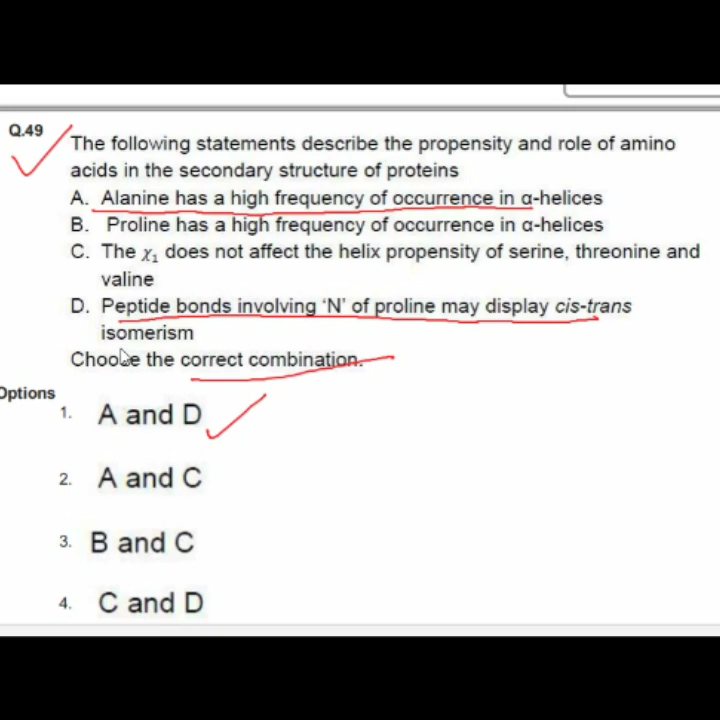 Q.49
The following statements describe the propensity and role of amino
acids in the secondary structure of proteins
A. Alanine has a high frequency of occurrence in α-helices
B. Proline has a high frequency of occurrence in α-helices
C. The χ₁ does not affect the helix propensity of serine, threonine and
valine
D. Peptide bonds involving 'N' of proline may display cis-trans
isomerism
Choose the correct combination.
Options
1. A and D
2. A and C
3. B and C
4. C and D